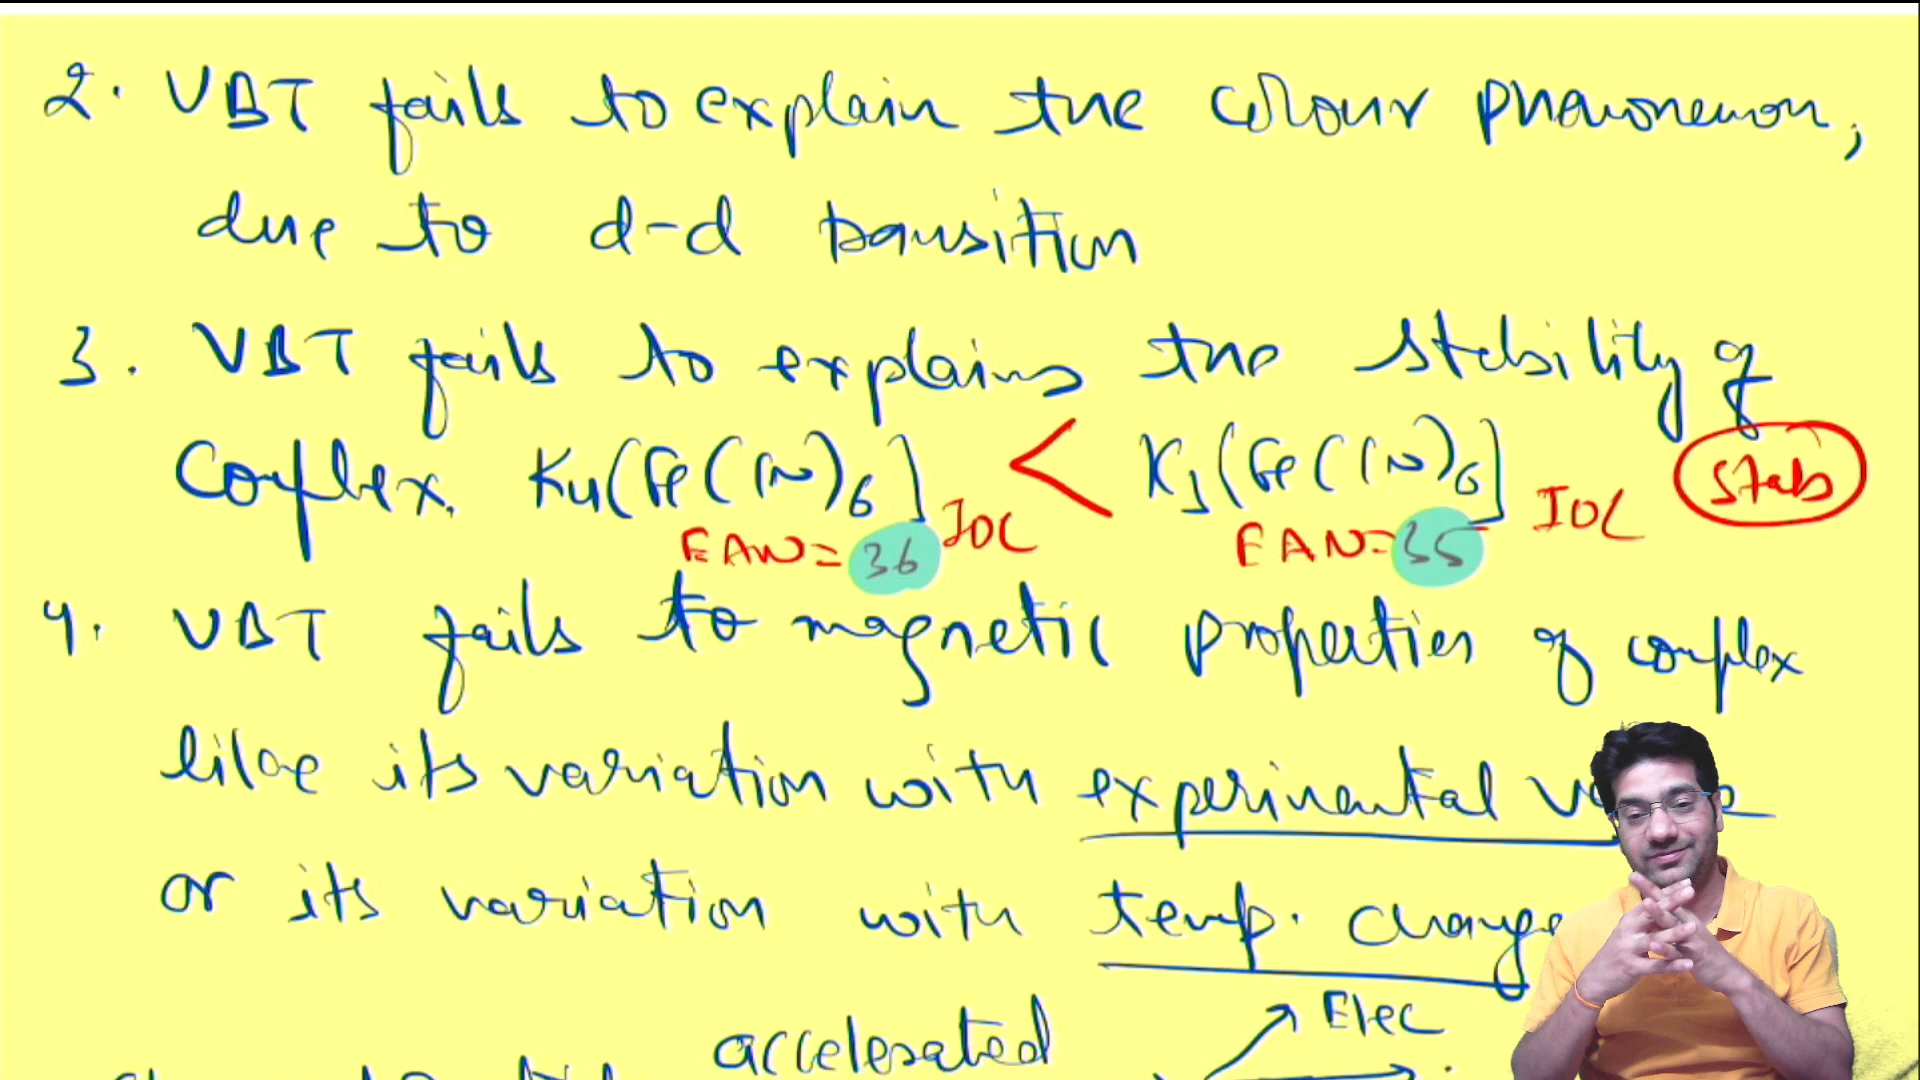 2. VBT fails to explain the colour phenomenon,
due to d-d transition
3. VBT fails to explains the stability of
Complex. K4[Fe(CN)6] < K3[Fe(CN)6] Stab
EAN = 36 IOC EAN = 35 IOC
4. VBT fails to magnetic properties of complex
like its variation with experimental
or its variation with temp. change
accelerated Elec